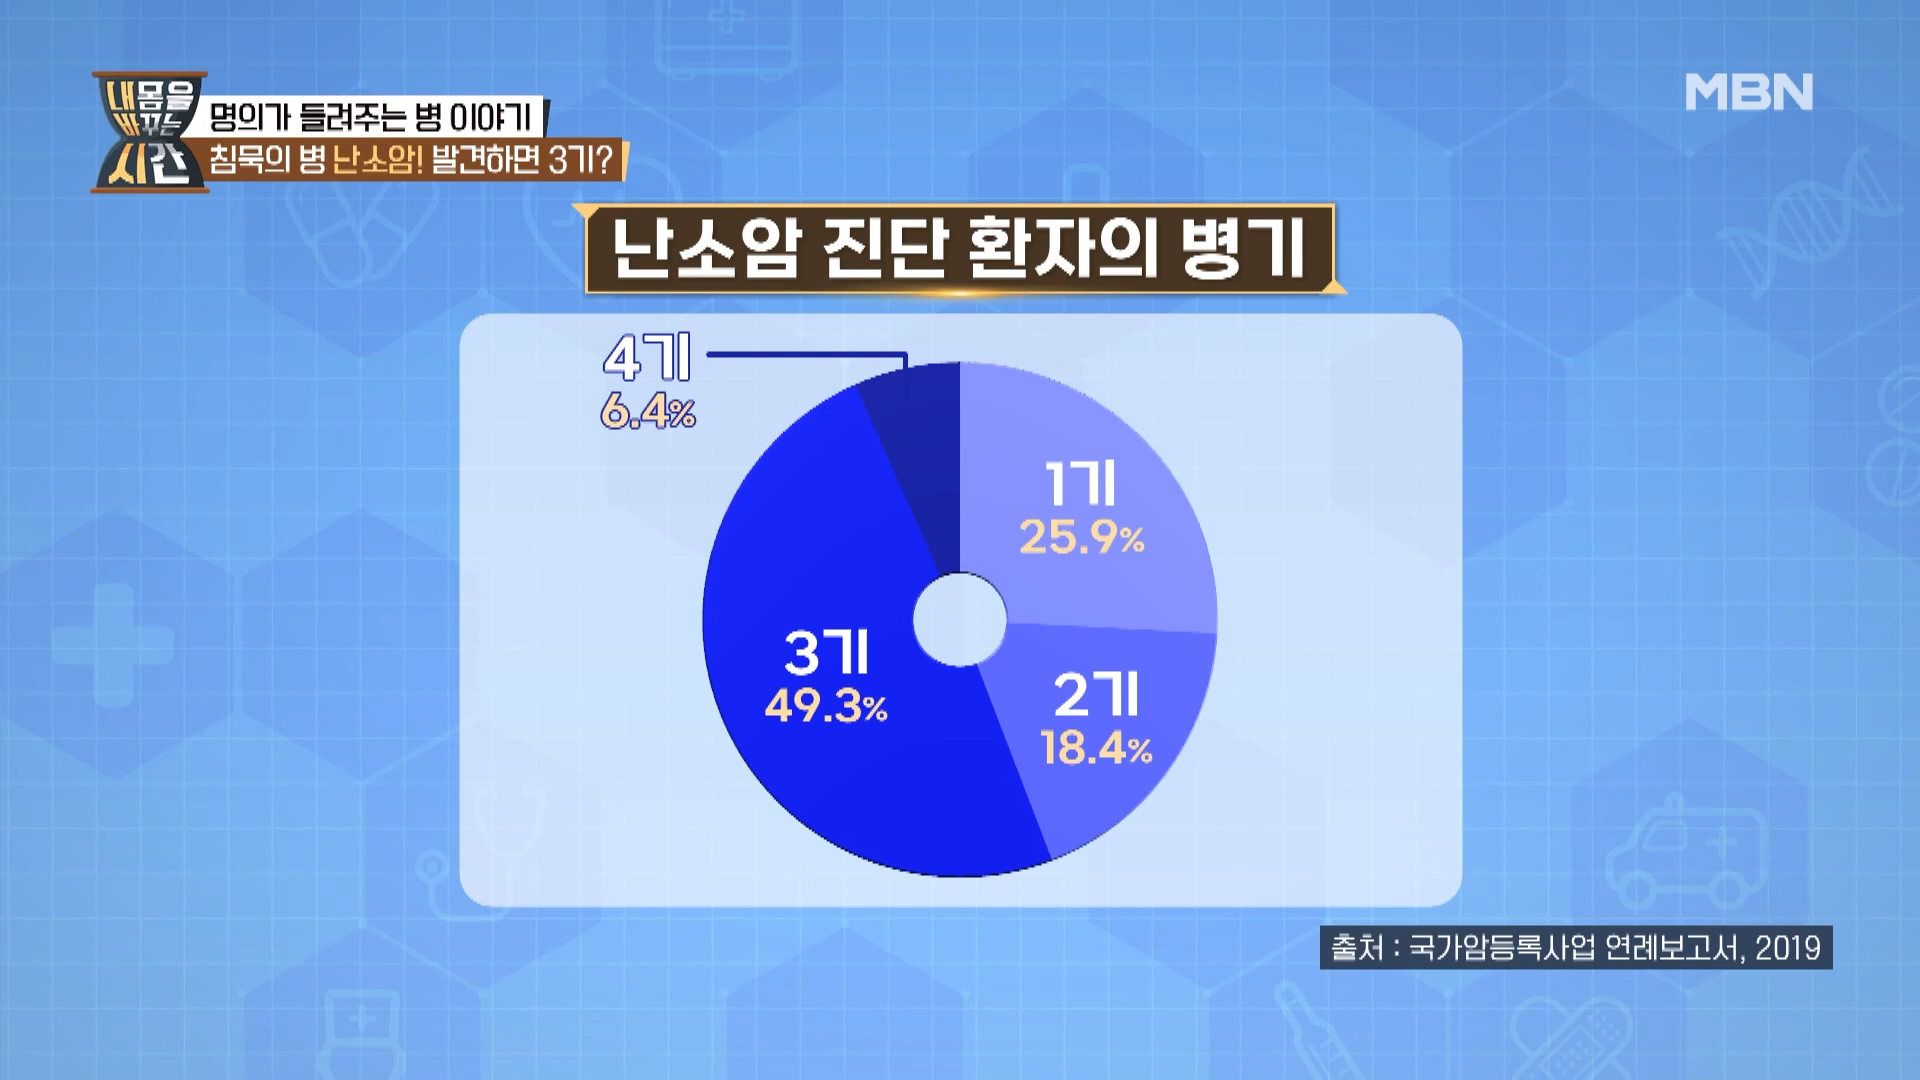 내 몸을
바꾸는
시간
명의가 들려주는 병 이야기
침묵의 병 난소암! 발견하면 3기?
MBN
난소암 진단 환자의 병기
4기
6.4%
1기
25.9%
3기
49.3%
2기
18.4%
출처 : 국가암등록사업 연례보고서, 2019